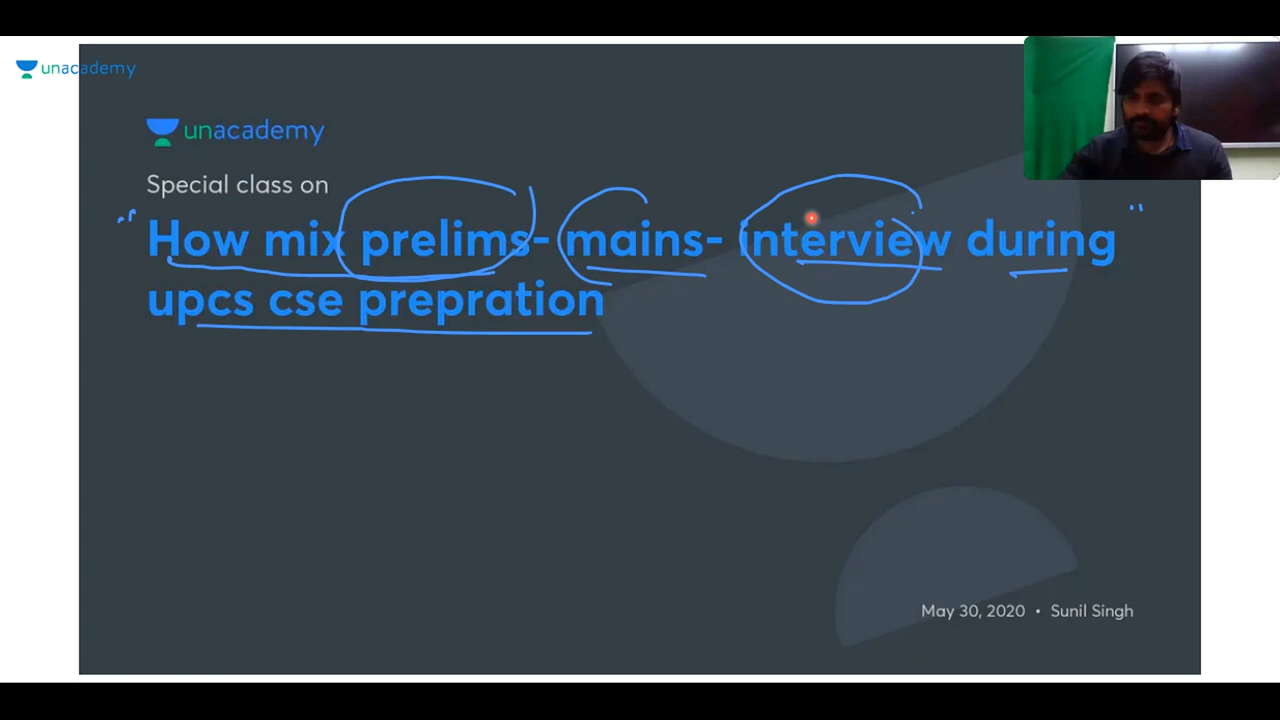 unacademy
unacademy
Special class on
"How mix prelims- mains- interview during"
upcs cse prepration
May 30, 2020 • Sunil Singh